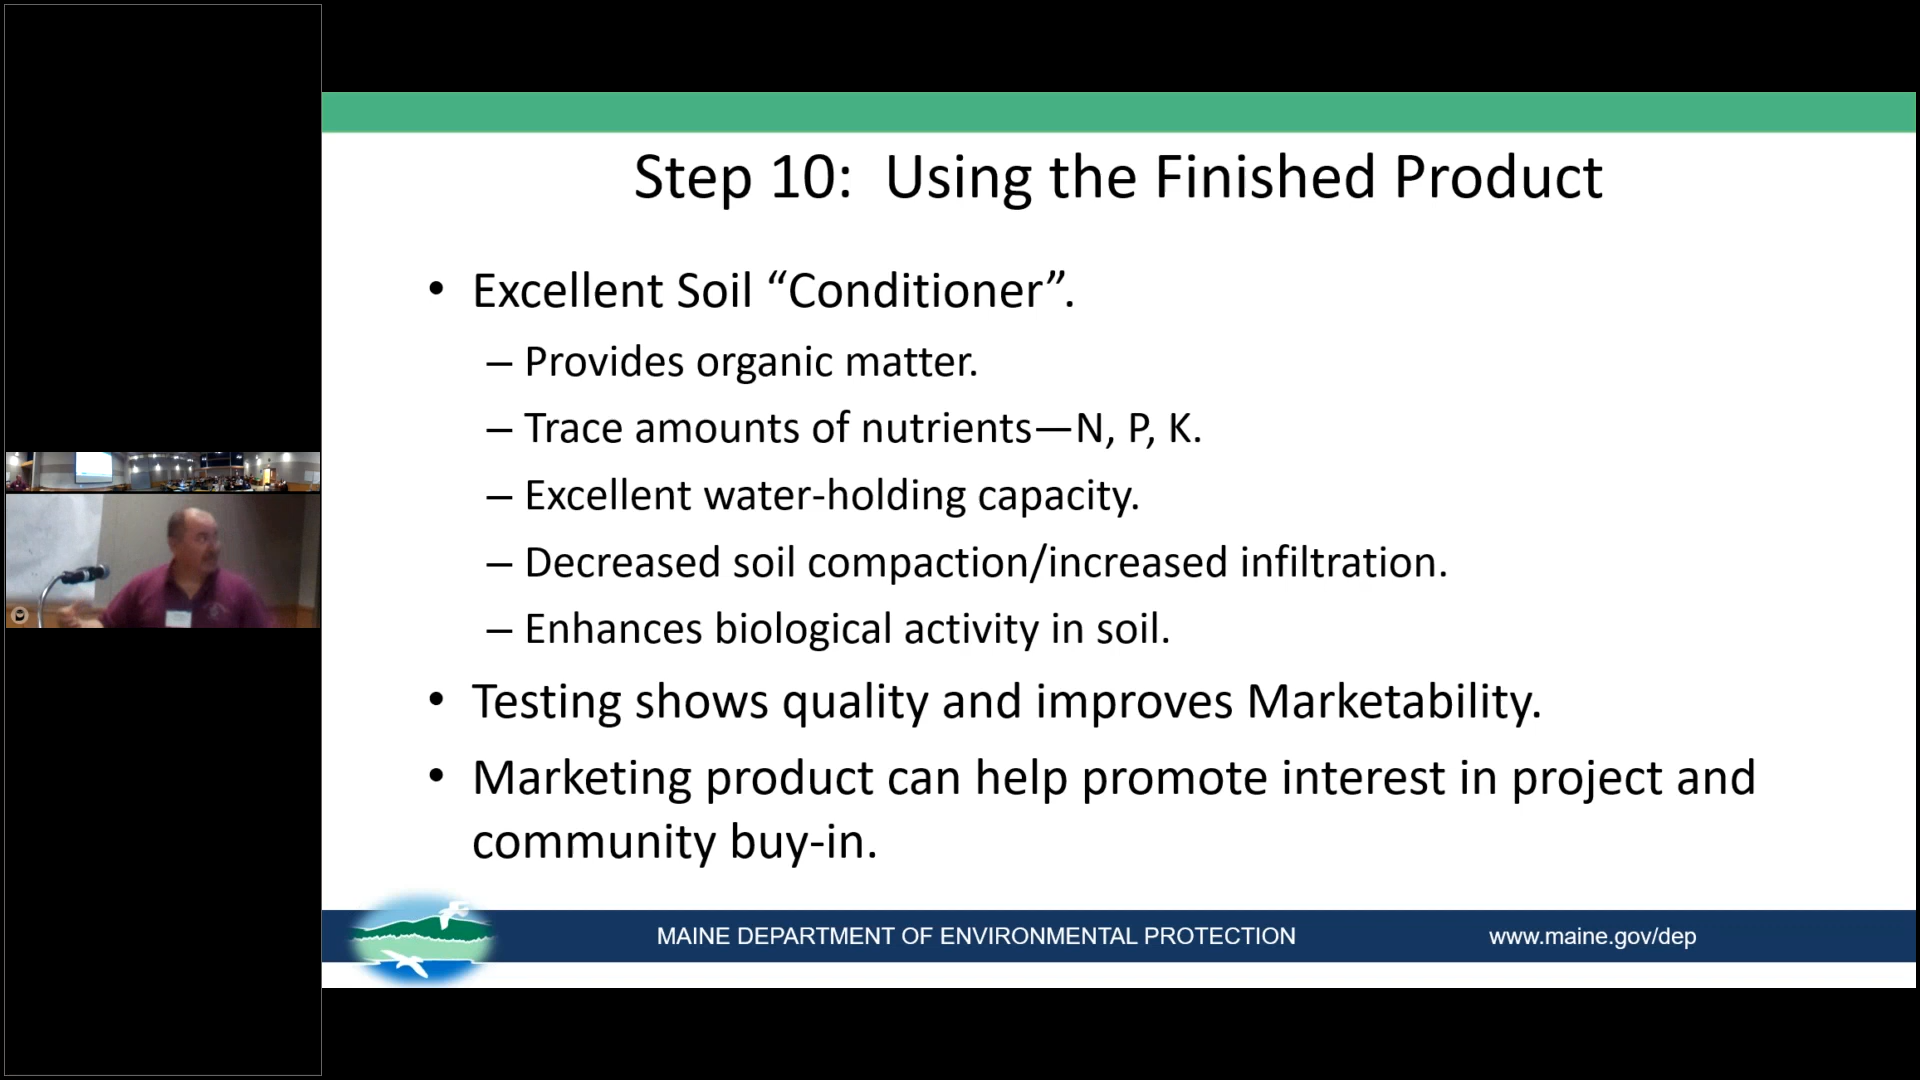 Step 10:  Using the Finished Product
• Excellent Soil “Conditioner”.
– Provides organic matter.
– Trace amounts of nutrients—N, P, K.
– Excellent water-holding capacity.
– Decreased soil compaction/increased infiltration.
– Enhances biological activity in soil.
• Testing shows quality and improves Marketability.
• Marketing product can help promote interest in project and
community buy-in.
MAINE DEPARTMENT OF ENVIRONMENTAL PROTECTION
www.maine.gov/dep